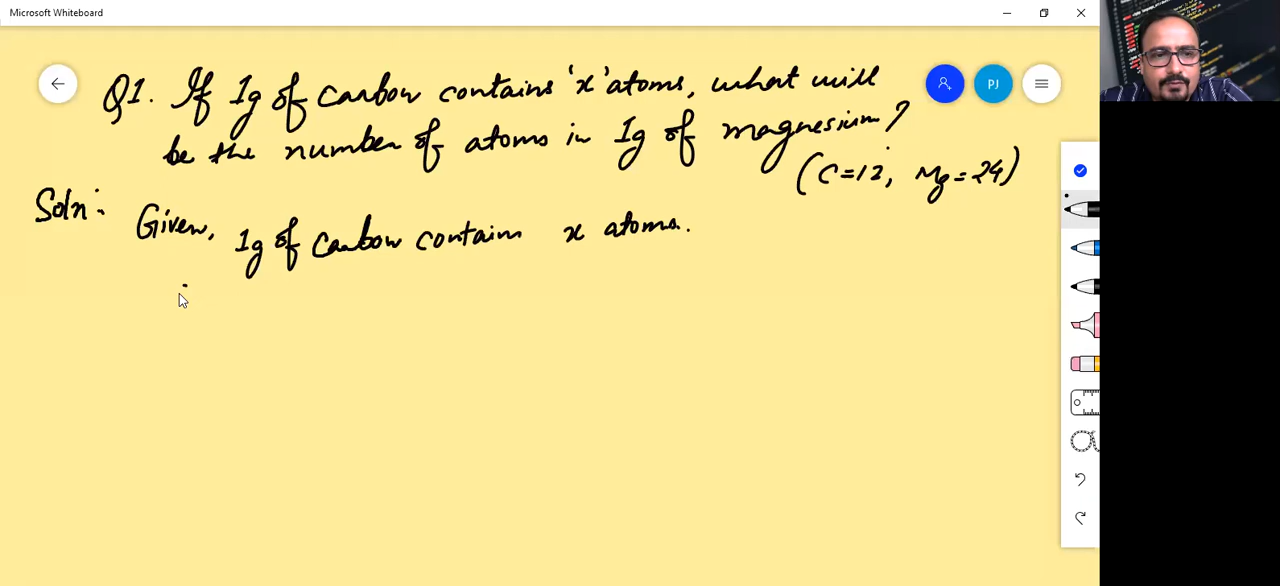 Microsoft Whiteboard
Q1. If 1g of carbon contains 'x' atoms, what will
be the number of atoms in 1g of magnesium?
(C=12, Mg=24)
Soln:
Given, 1g of carbon contains x atoms.
PJ